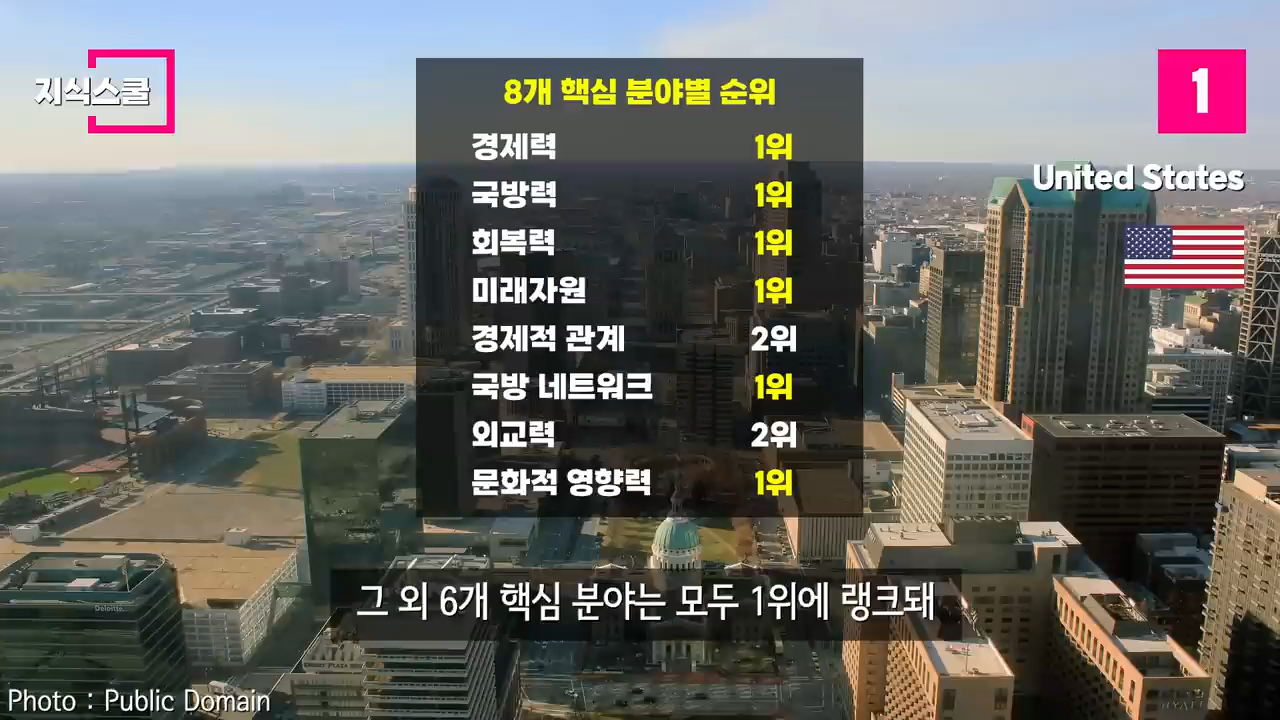 지식스쿨
1
United States
8개 핵심 분야별 순위
경제력 1위
국방력 1위
회복력 1위
미래자원 1위
경제적 관계 2위
국방 네트워크 1위
외교력 2위
문화적 영향력 1위
그 외 6개 핵심 분야는 모두 1위에 랭크돼
Deloitte.
HYATT
Photo : Public Domain